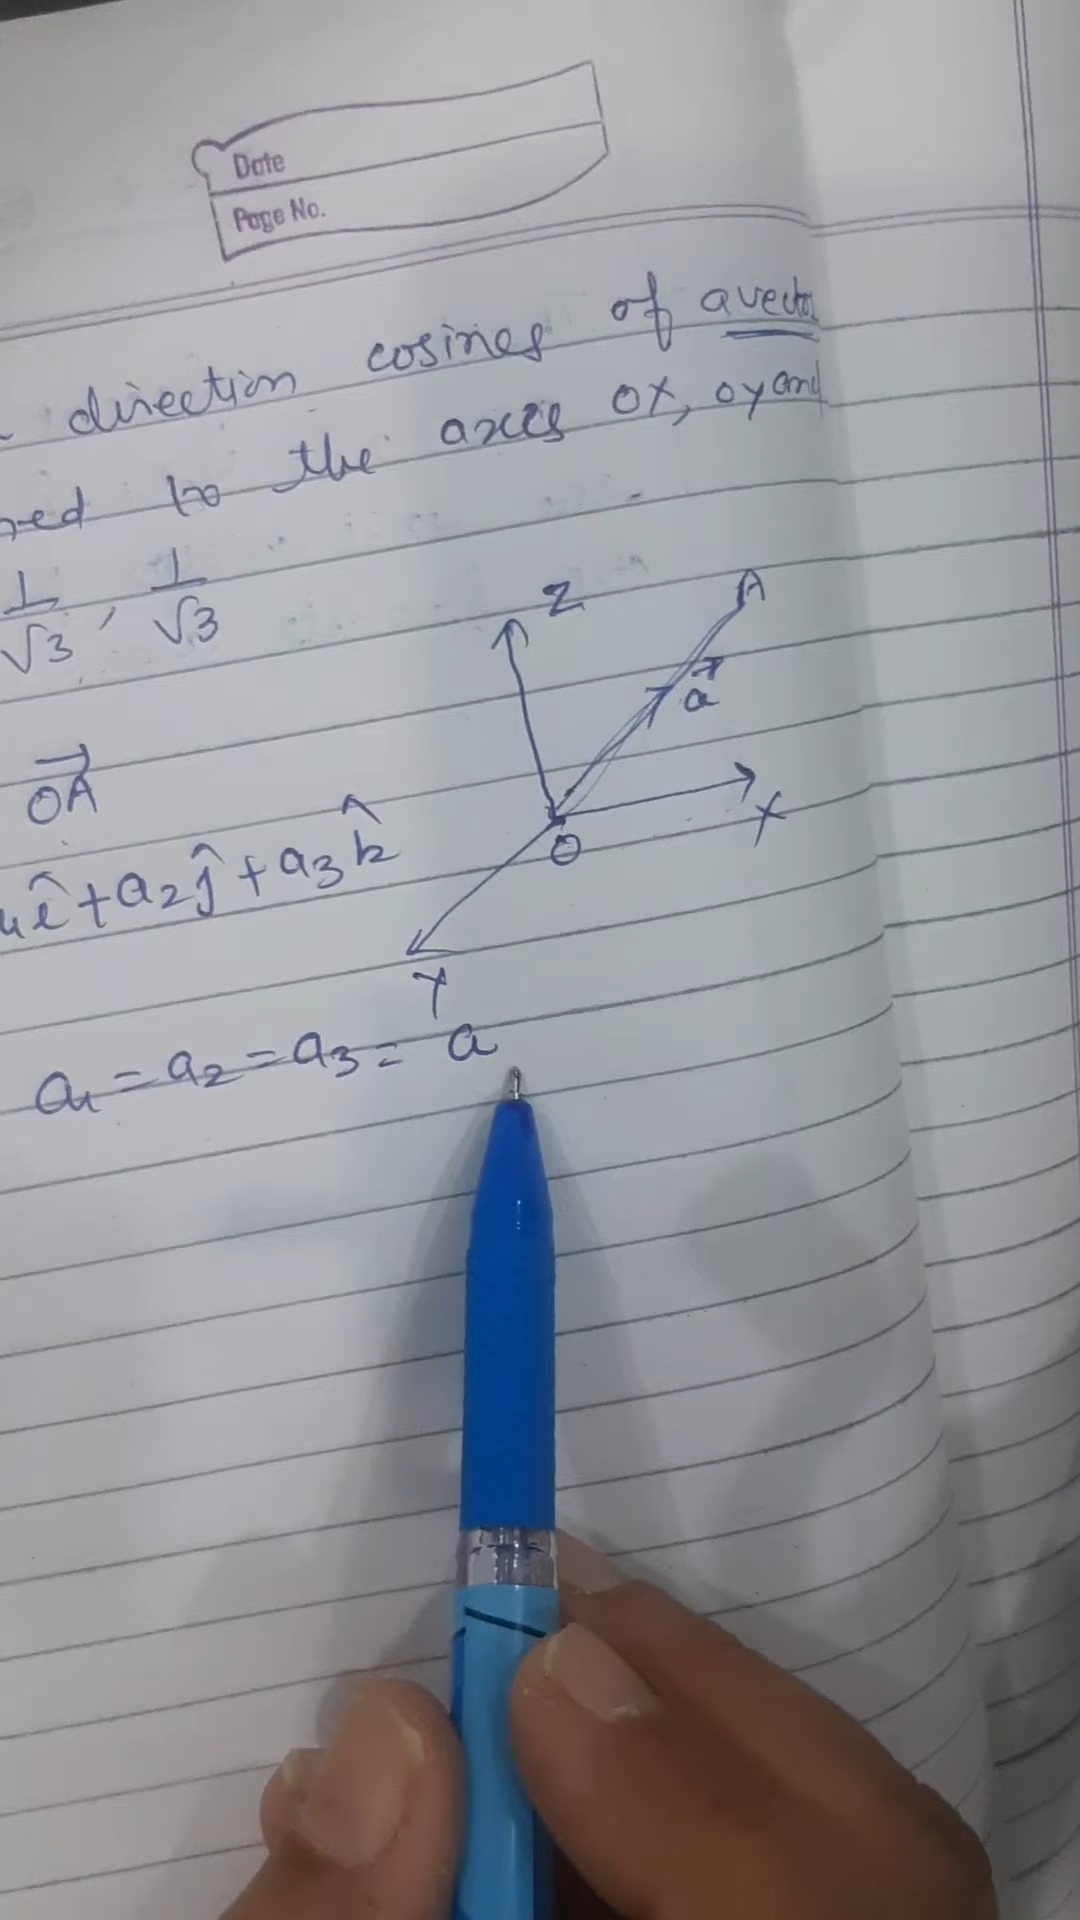 Date
Page No.
direction cosines of a vector
to the axes OX, OY and
1/√3, 1/√3
Z
A
a⃗
OA⃗
X
O
a₁î + a₂ĵ + a₃k̂
Y
a₁ = a₂ = a₃ = a